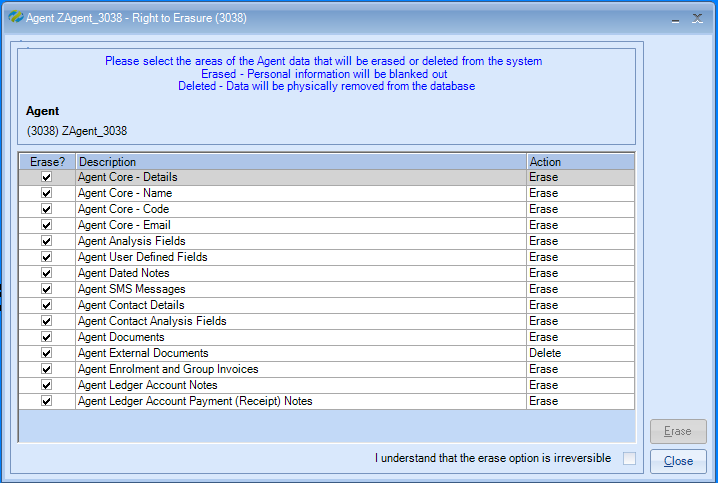 Agent ZAgent_3038 - Right to Erasure (3038)
Please select the areas of the Agent data that will be erased or deleted from the system
Erased - Personal information will be blanked out
Deleted - Data will be physically removed from the database
Agent
(3038) ZAgent_3038
Erase? Description Action
Agent Core - Details Erase
Agent Core - Name Erase
Agent Core - Code Erase
Agent Core - Email Erase
Agent Analysis Fields Erase
Agent User Defined Fields Erase
Agent Dated Notes Erase
Agent SMS Messages Erase
Agent Contact Details Erase
Agent Contact Analysis Fields Erase
Agent Documents Erase
Agent External Documents Delete
Agent Enrolment and Group Invoices Erase
Agent Ledger Account Notes Erase
Agent Ledger Account Payment (Receipt) Notes Erase
Erase
I understand that the erase option is irreversible
Close